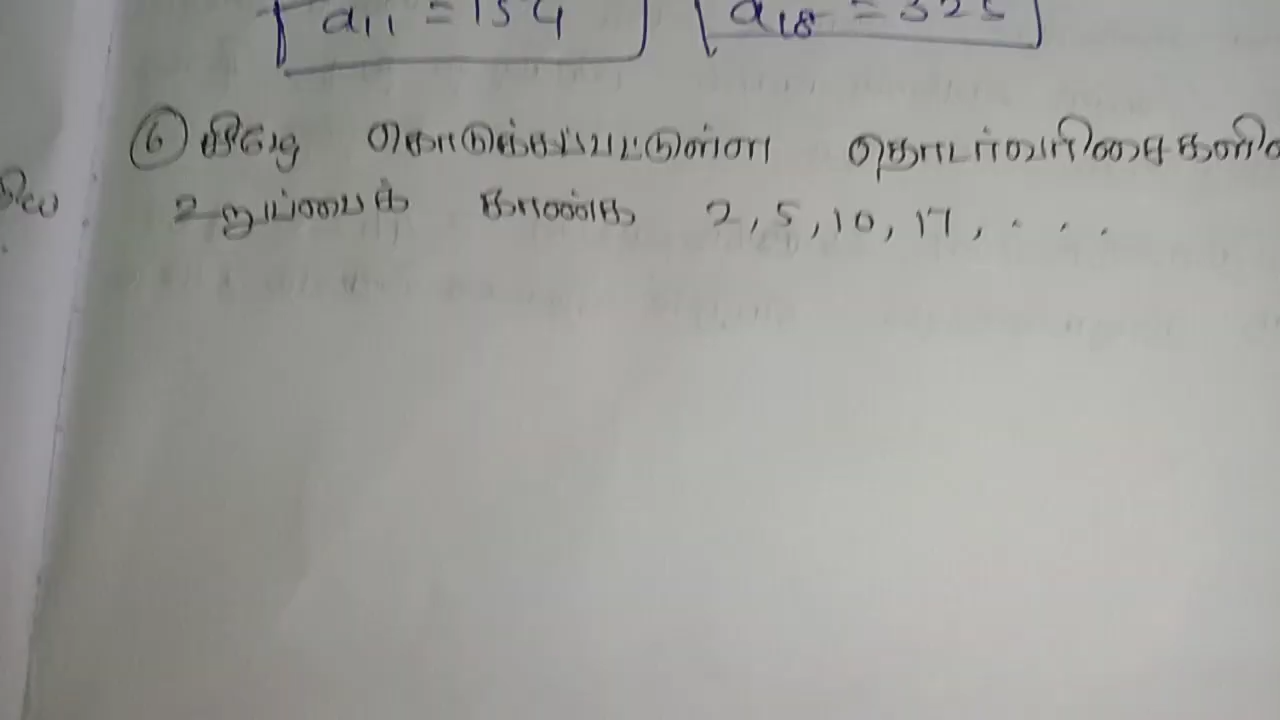 a11 = 154 a18 = 325
6 கீழே கொடுக்கப்பட்டுள்ள தொடர்வரிசைகளி
உறுப்பைக் காண்க 2, 5, 10, 17, . . .